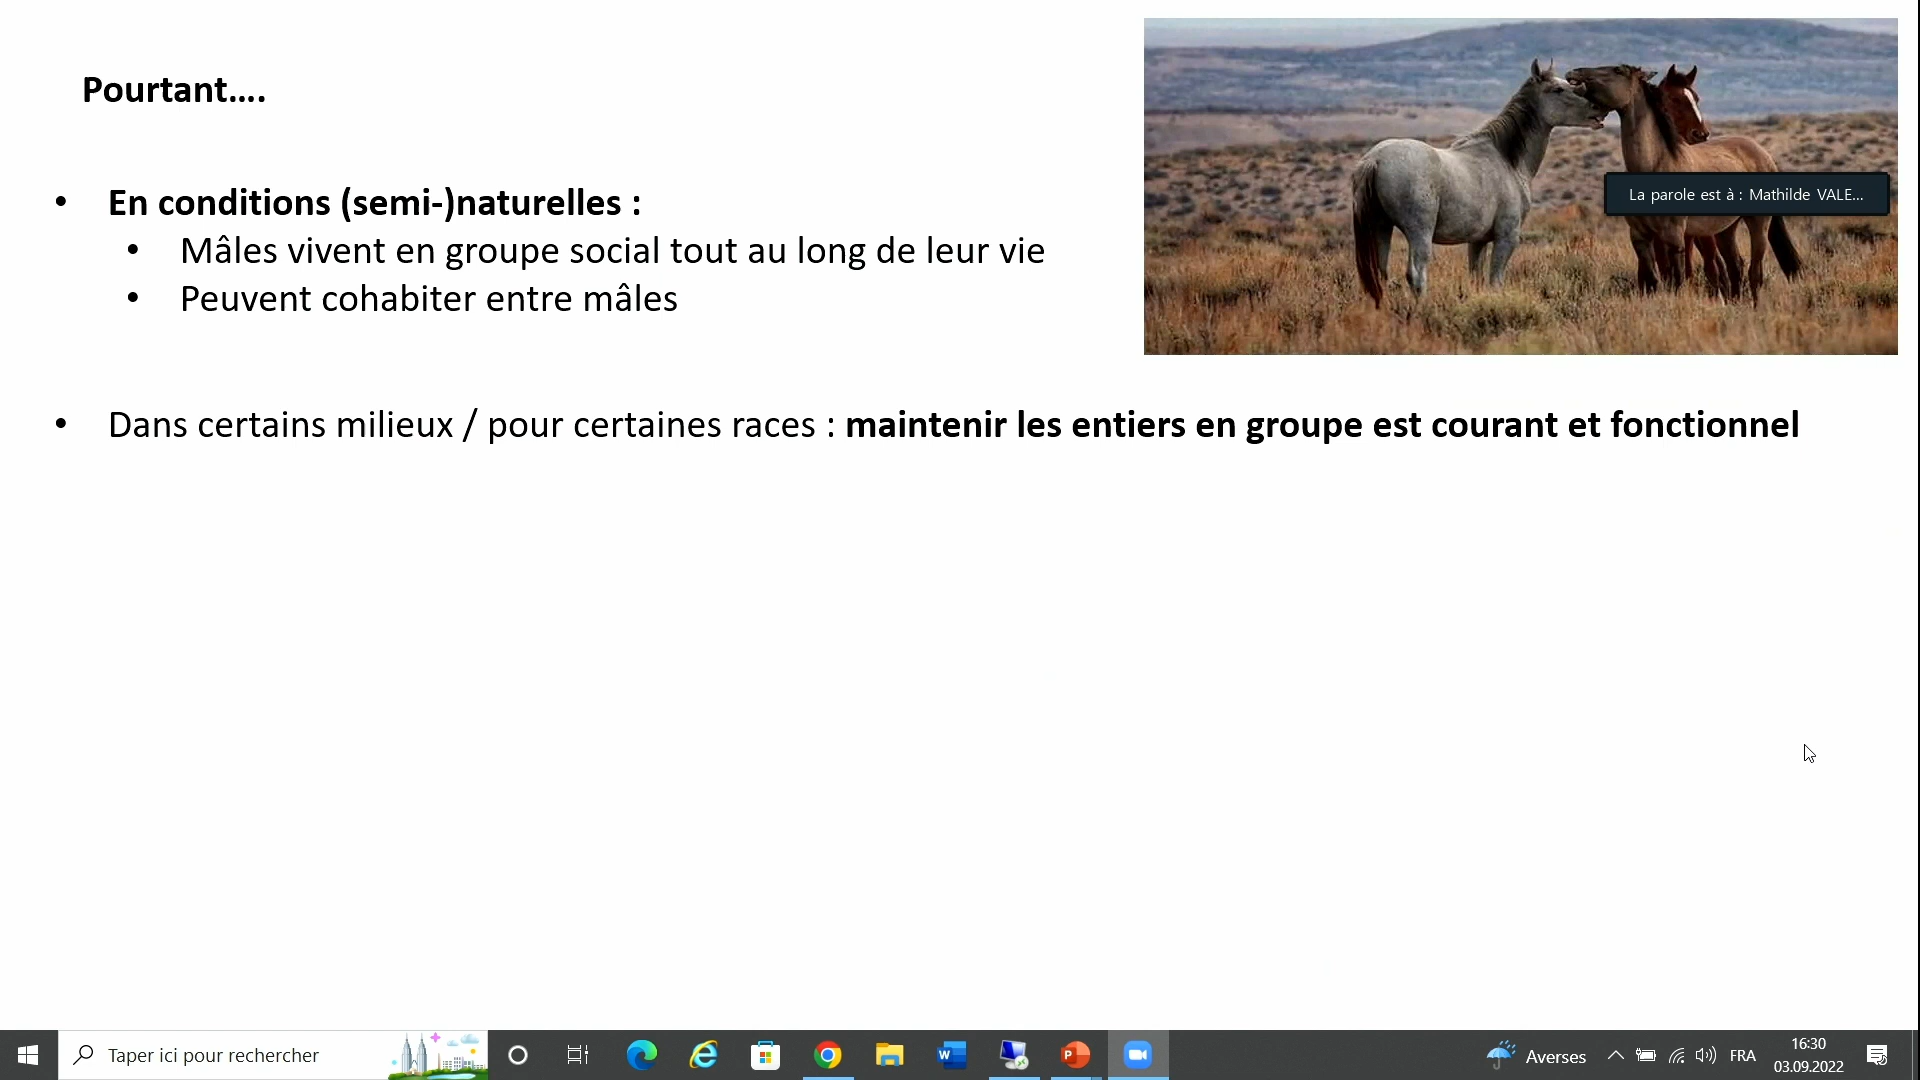 Pourtant....
La parole est à : Mathilde VALE...
• En conditions (semi-)naturelles :
• Mâles vivent en groupe social tout au long de leur vie
• Peuvent cohabiter entre mâles
• Dans certains milieux / pour certaines races : maintenir les entiers en groupe est courant et fonctionnel
Taper ici pour rechercher
Averses
FRA
16:30
03.09.2022